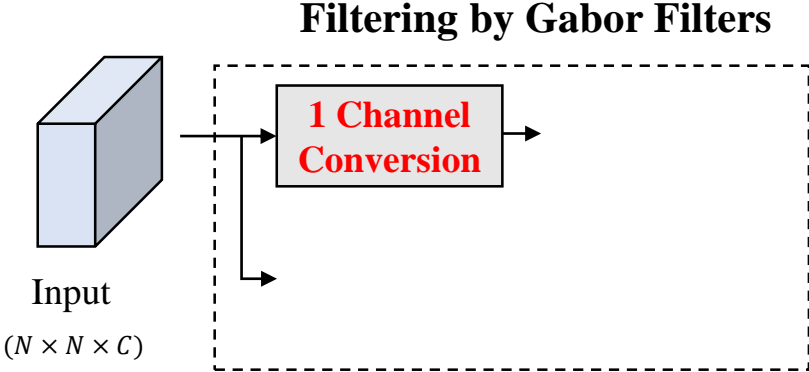 Filtering by Gabor Filters
1 Channel
Conversion
Input
(N × N × C)